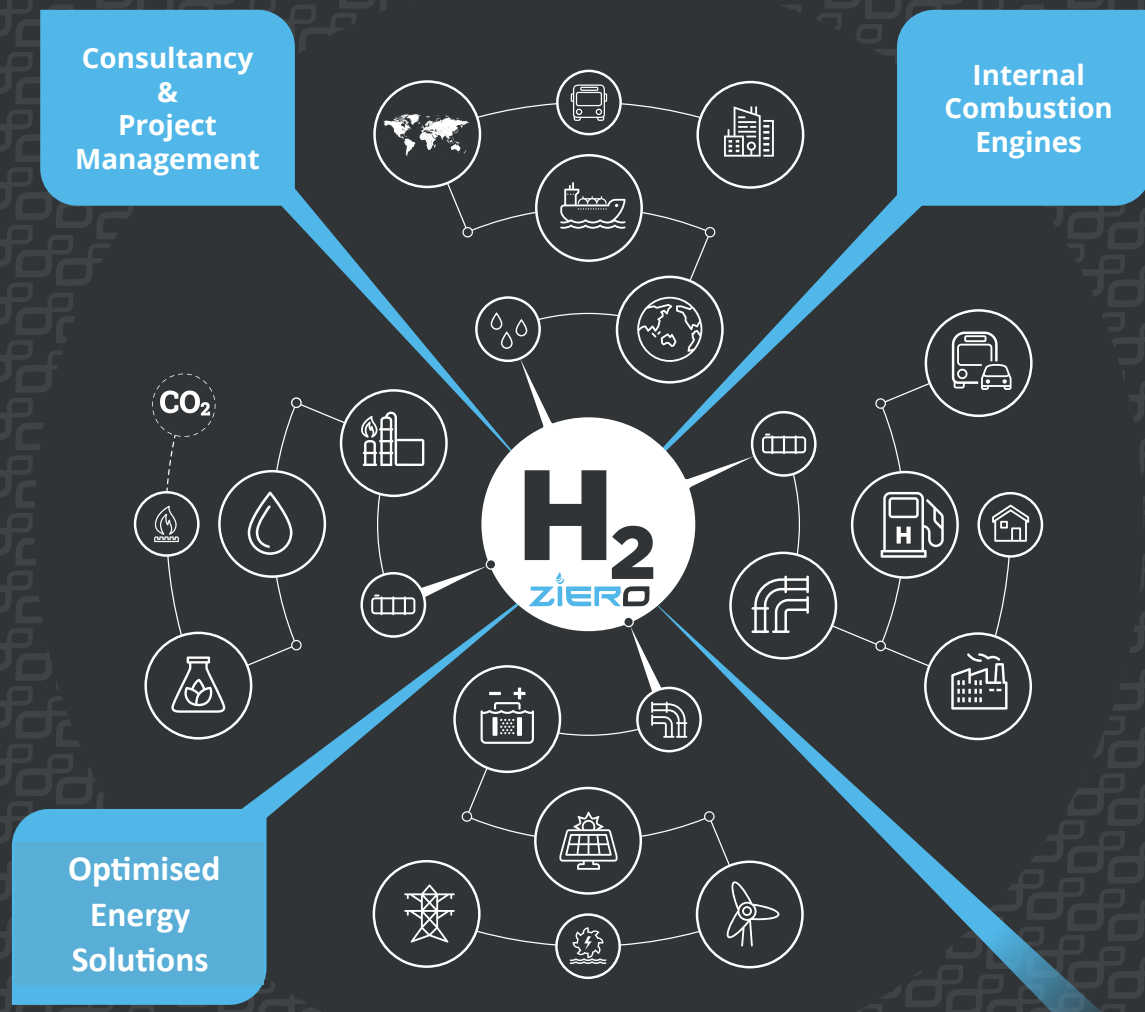 Consultancy
&
Project
Management
Internal
Combustion
Engines
CO₂
H
H₂
ZIERO
- +
Optimised
Energy
Solutions